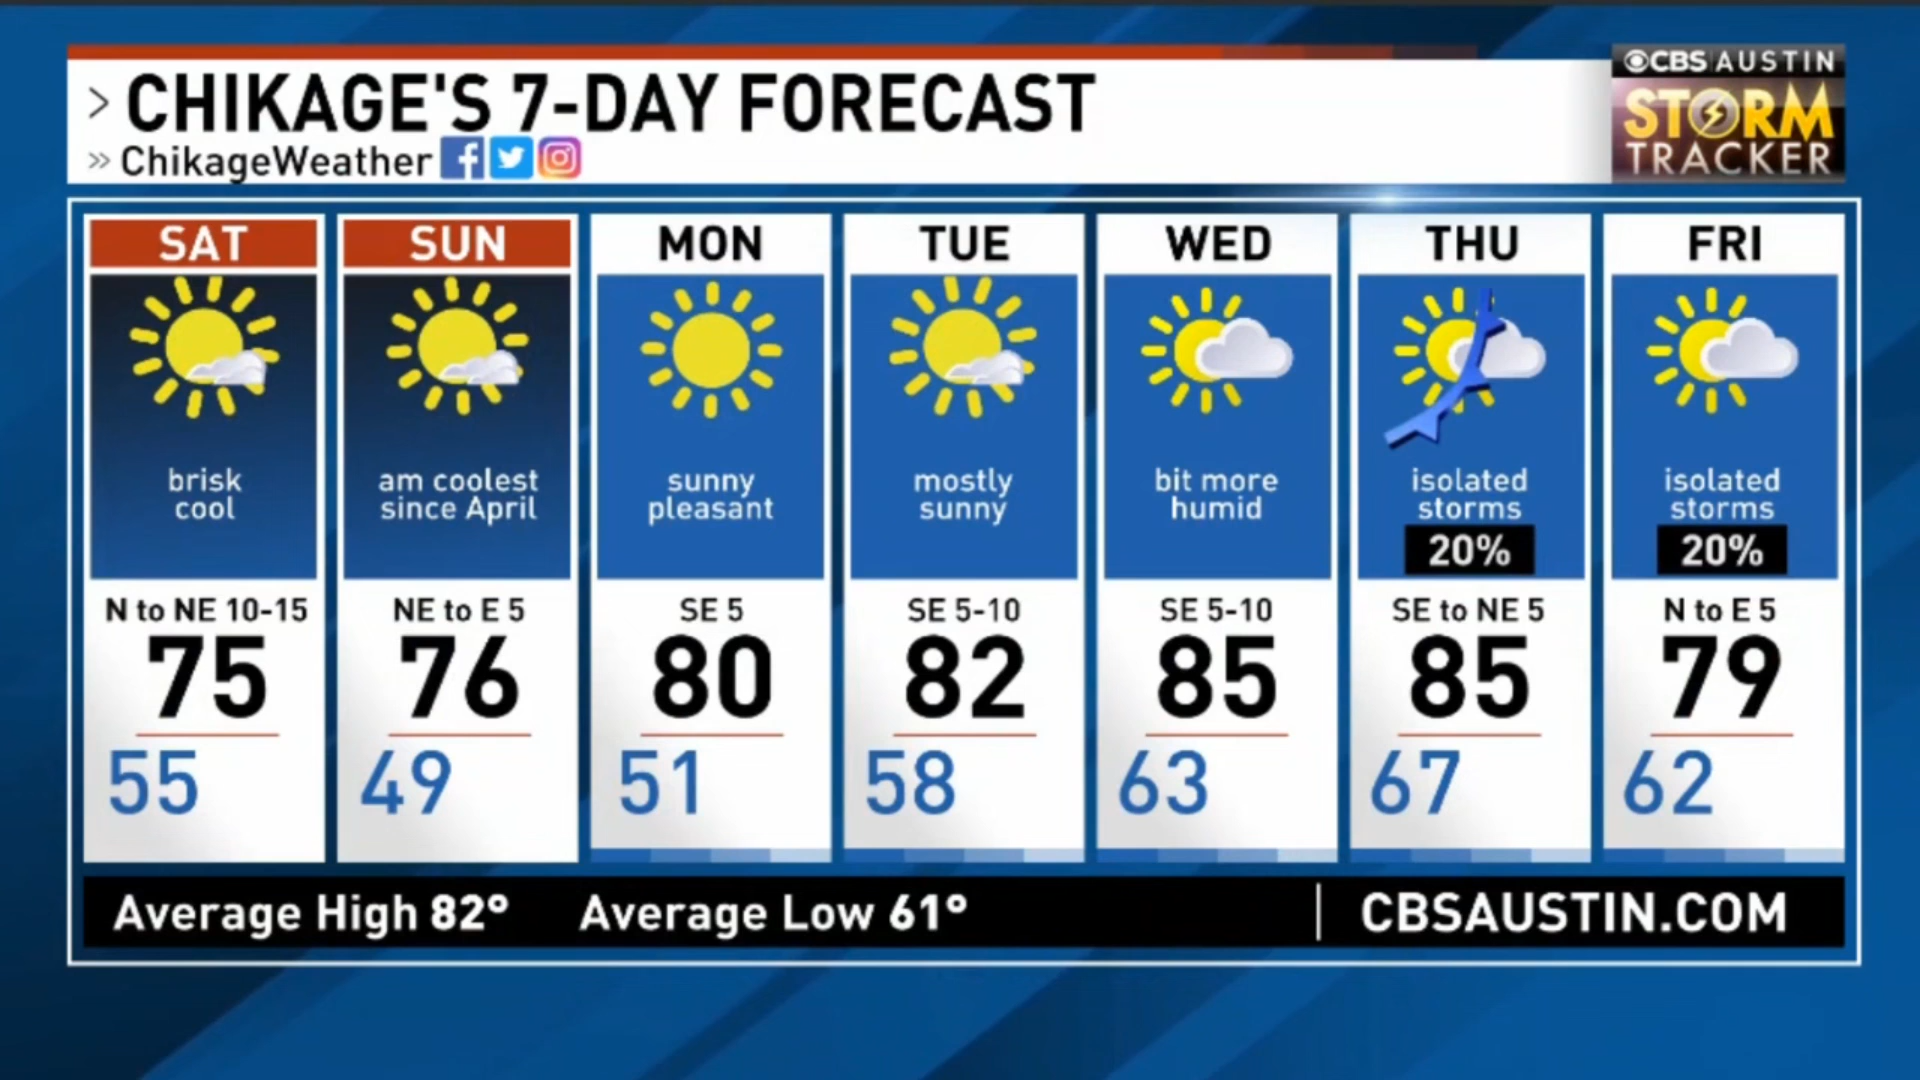 > CHIKAGE'S 7-DAY FORECAST
» ChikageWeather
CBS AUSTIN
STORM
TRACKER
SAT
brisk
cool
N to NE 10-15
75
55
SUN
am coolest
since April
NE to E 5
76
49
MON
sunny
pleasant
SE 5
80
51
TUE
mostly
sunny
SE 5-10
82
58
WED
bit more
humid
SE 5-10
85
63
THU
isolated
storms
20%
SE to NE 5
85
67
FRI
isolated
storms
20%
N to E 5
79
62
Average High 82° Average Low 61° | CBSAUSTIN.COM